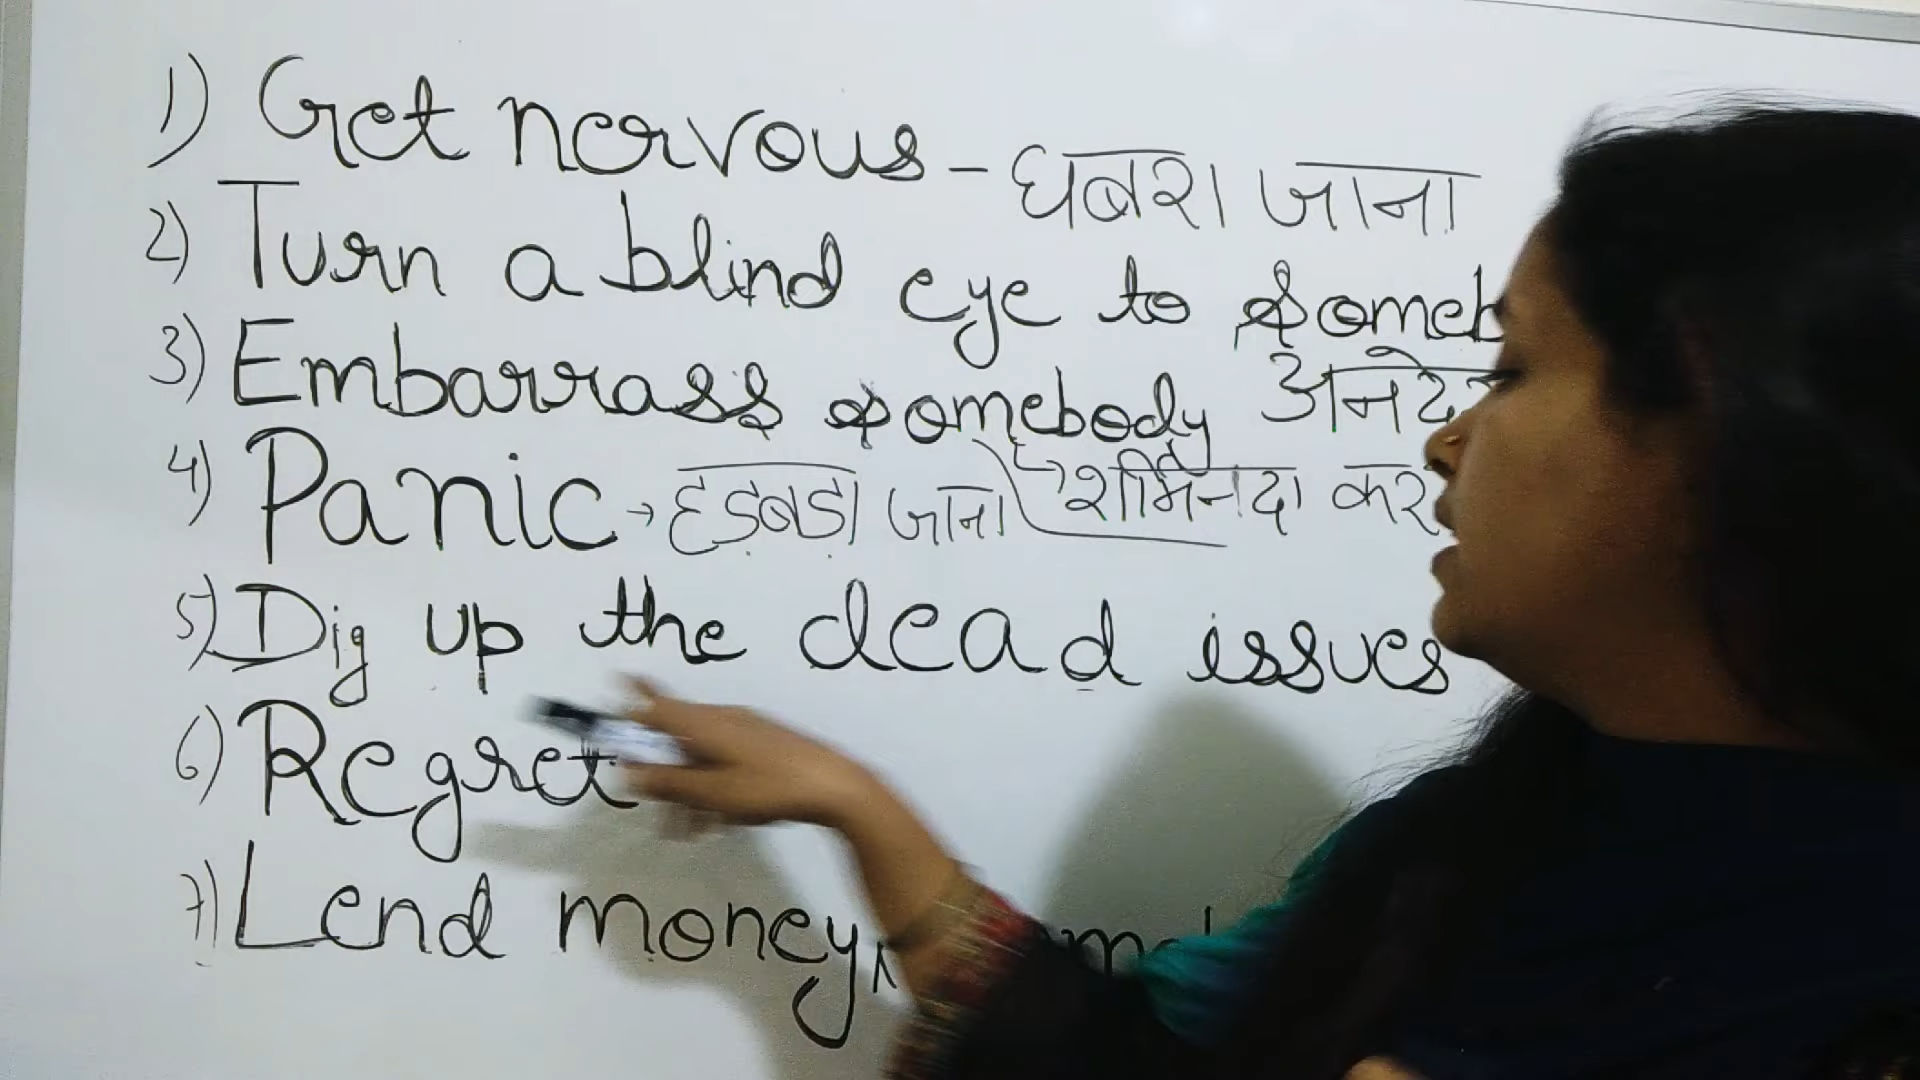 1) Get nervous - घबरा जाना
2) Turn a blind eye to someb
3) Embarrass somebody अनदे
→ शर्मिन्दा कर
4) Panic → हड़बड़ा जाना
5) Dig up the dead issues
6) Regret
7) Lend money